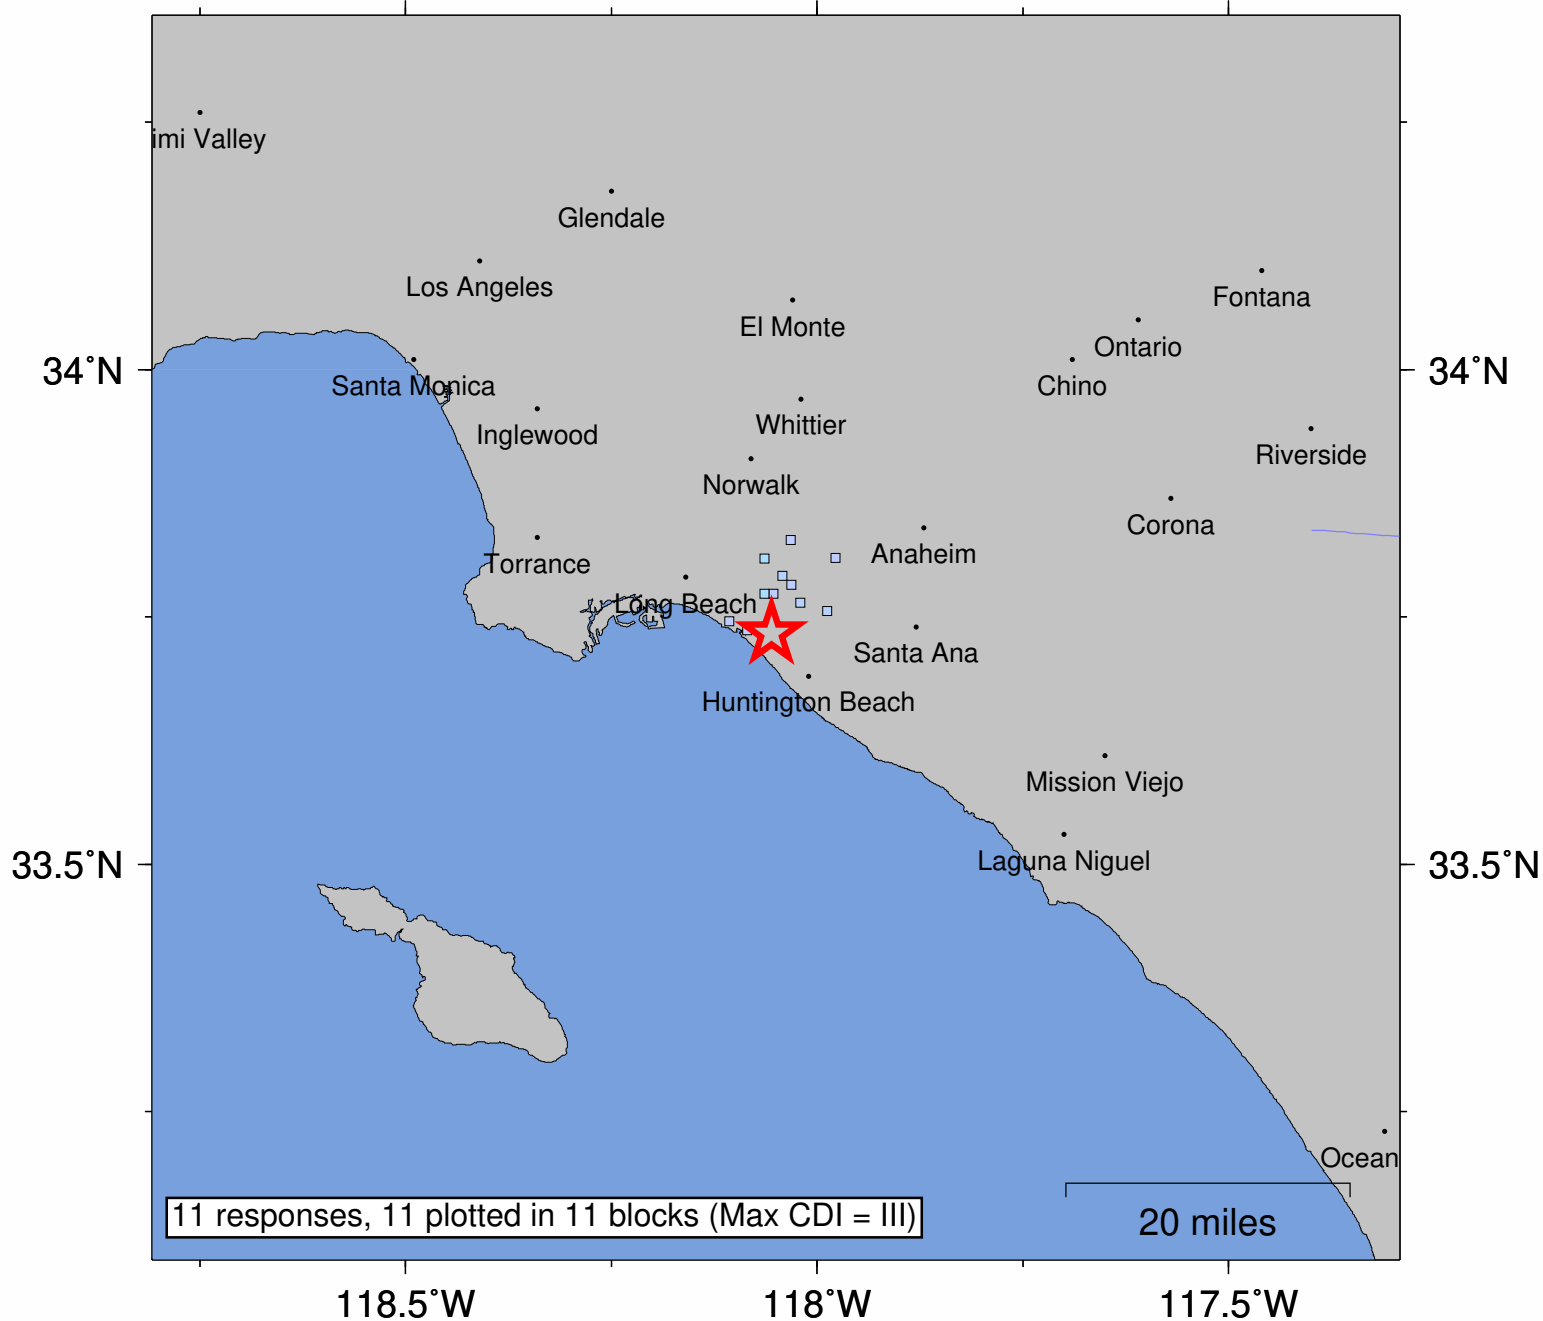 imi Valley
Glendale
Los Angeles
Fontana
El Monte
Ontario
34˚N
34˚N
Santa Monica
Chino
Whittier
Inglewood
Riverside
Norwalk
Corona
Anaheim
Torrance
Long Beach
Santa Ana
Huntington Beach
Mission Viejo
Laguna Niguel
33.5˚N
33.5˚N
Ocean
11 responses, 11 plotted in 11 blocks (Max CDI = III)
20 miles
118.5˚W
118˚W
117.5˚W